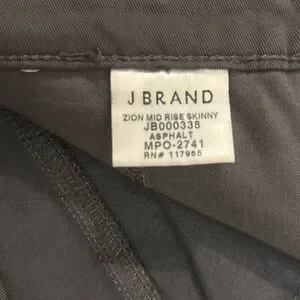 J BRAND
ZION MID RISE SKINNY
JB000338
ASPHALT
MPO-2741
RN# 117965